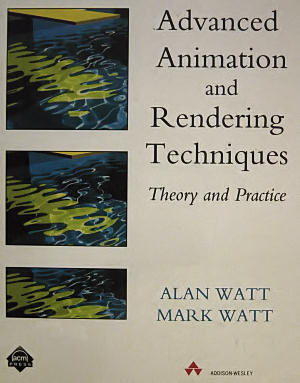 Advanced
Animation
and
Rendering
Techniques
Theory and Practice
ALAN WATT
MARK WATT
acm
PRESS
ADDISON-WESLEY